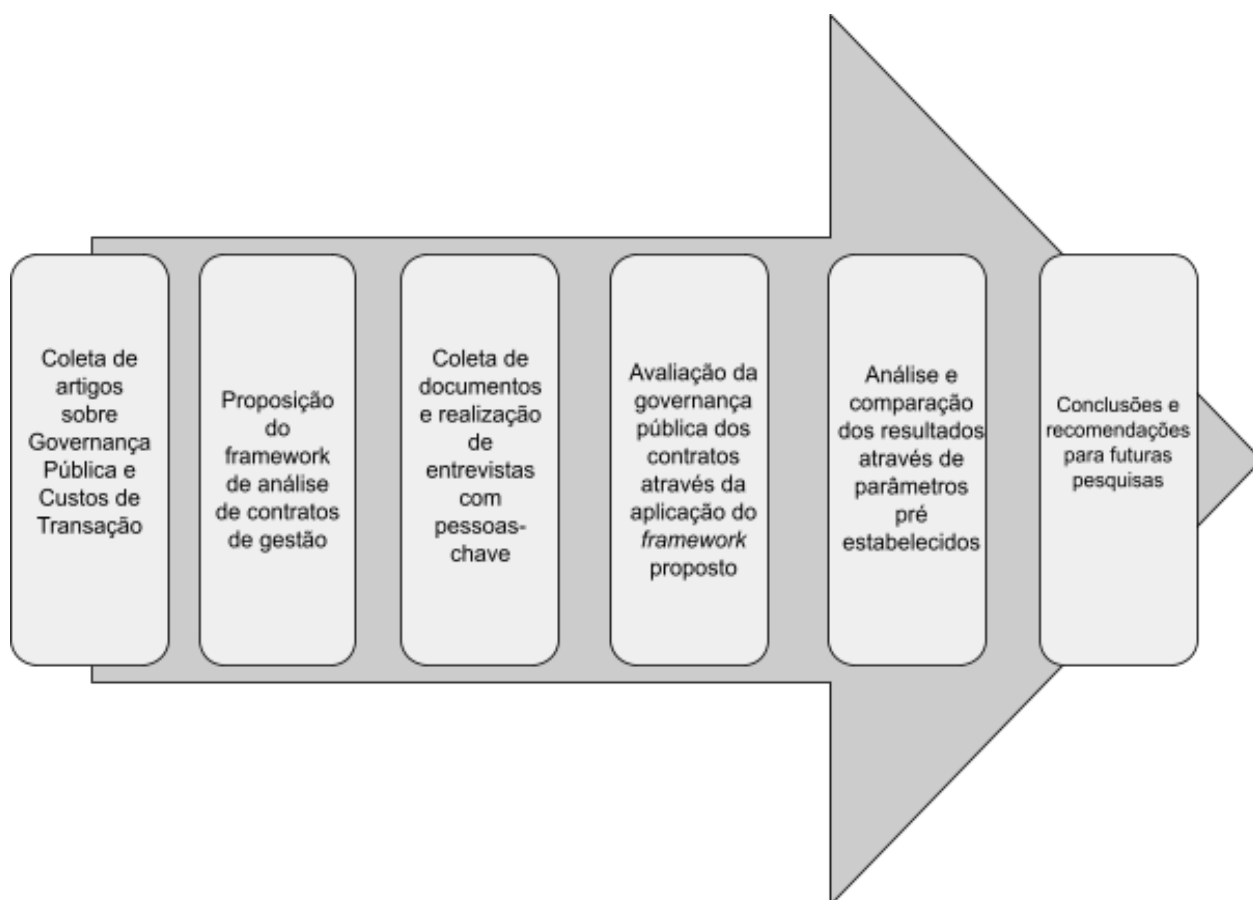 Coleta de
artigos
sobre
Governança
Pública e
Custos de
Transação
Proposição
do
framework
de análise
de contratos
de gestão
Coleta de
documentos
e realização
de
entrevistas
com
pessoas-
chave
Avaliação da
governança
pública dos
contratos
através da
aplicação do
framework
proposto
Análise e
comparação
dos resultados
através de
parâmetros
pré
estabelecidos
Conclusões e
recomendações
para futuras
pesquisas